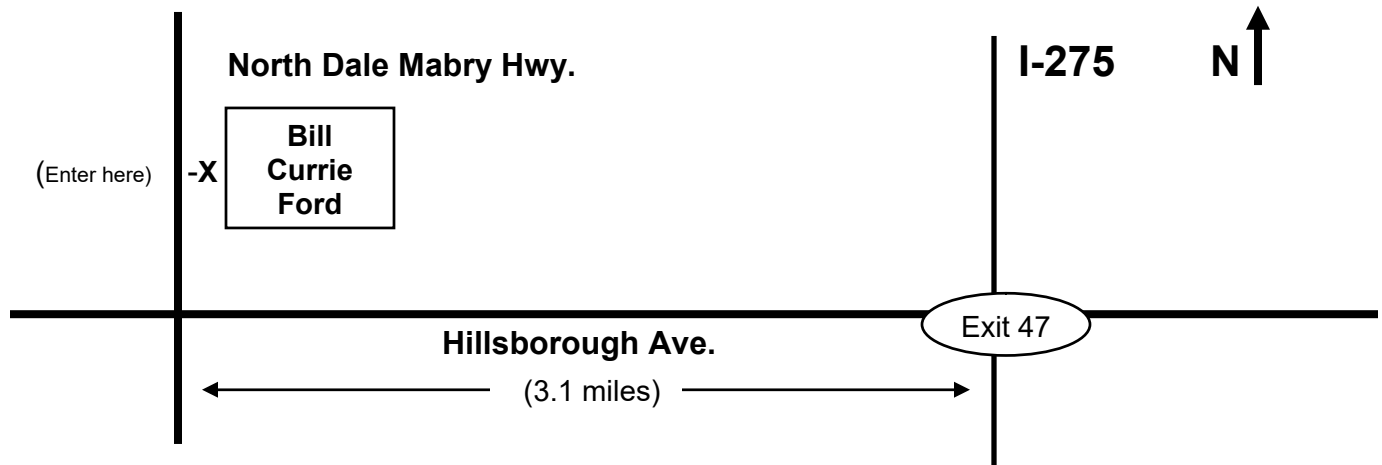 North Dale Mabry Hwy.
I-275
N
(Enter here)
-X
Bill
Currie
Ford
Exit 47
Hillsborough Ave.
(3.1 miles)